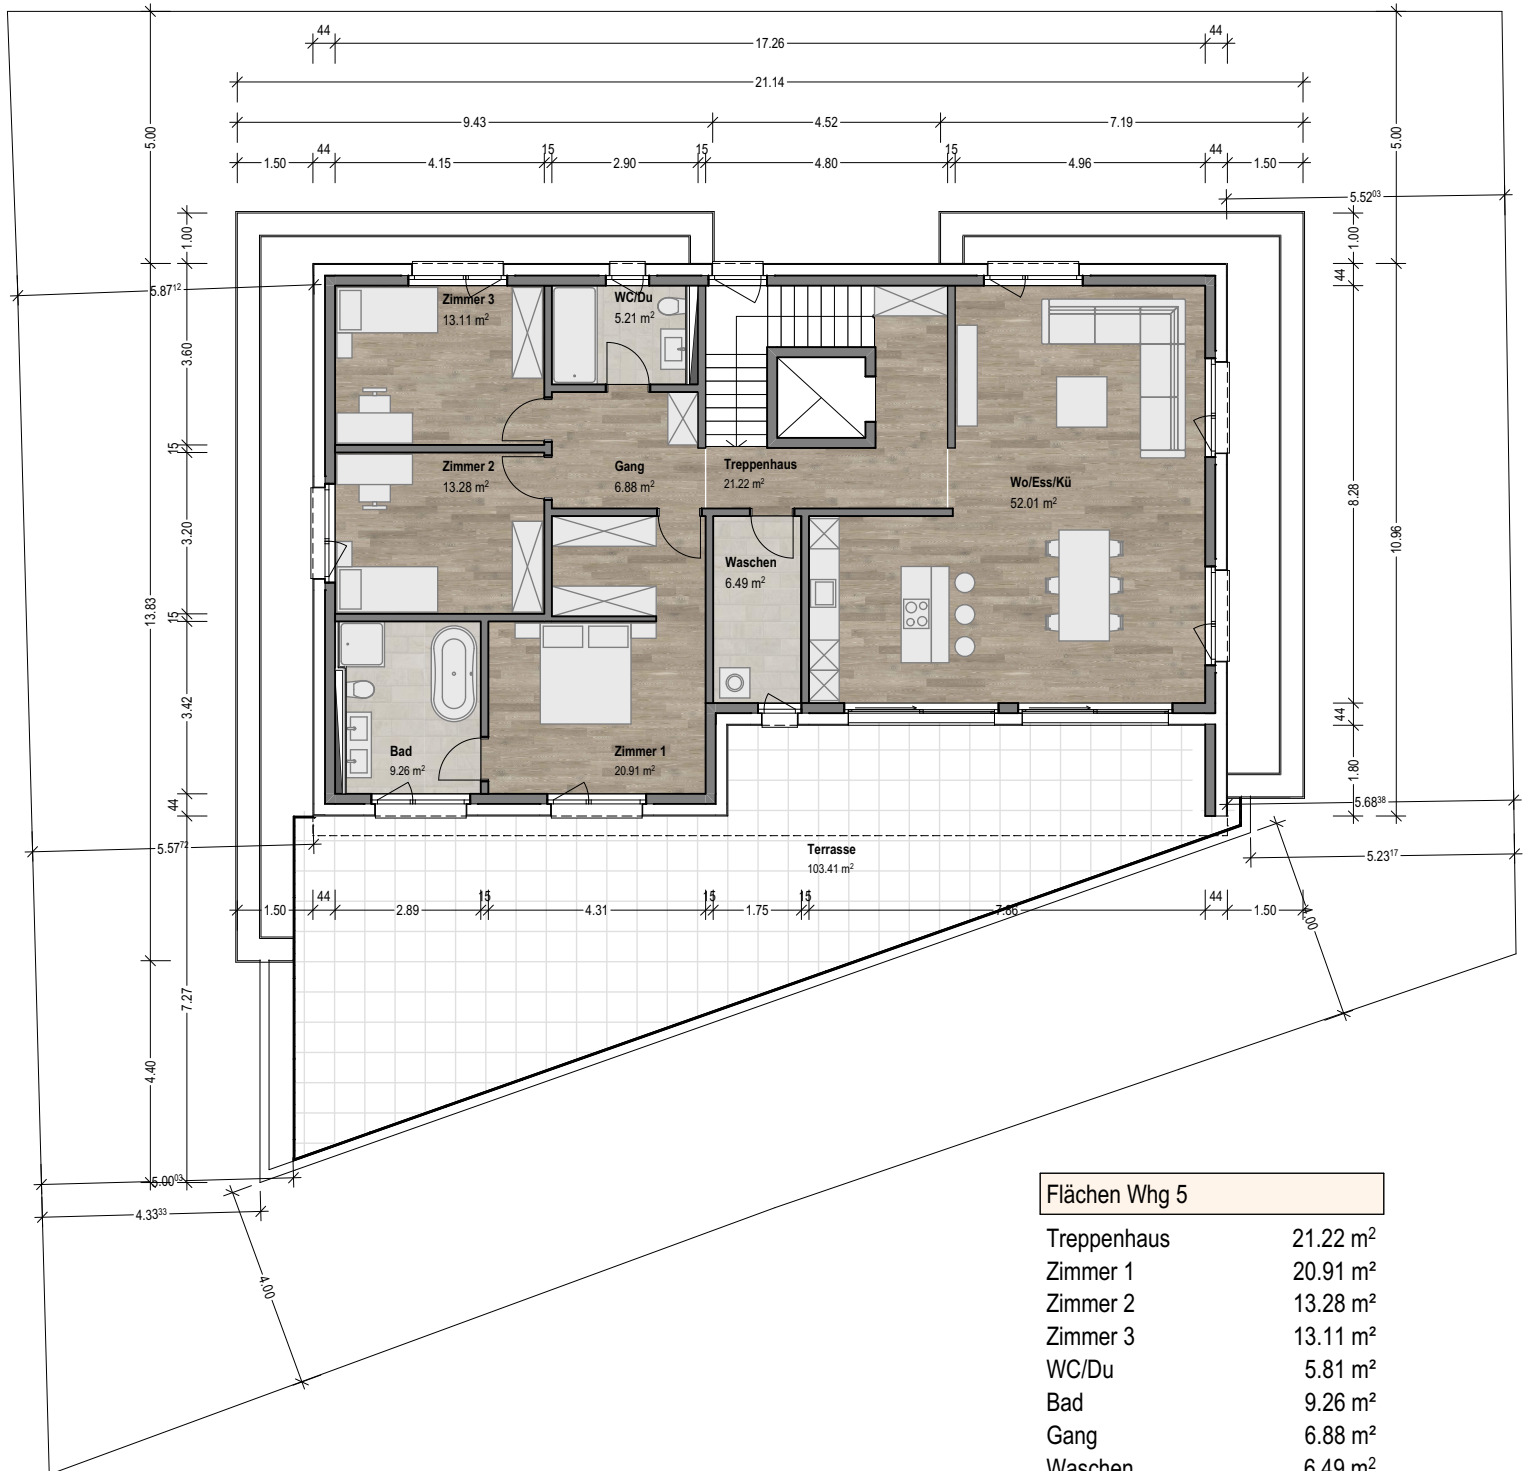 44
17.26
44
21.14
9.43
4.52
7.19
1.50
44
4.15
15
2.90
15
4.80
15
4.96
44
1.50
5.00
5.00
5.52⁰³
1.00
1.00
44
5.87¹²
Zimmer 3
13.11 m²
WC/Du
5.21 m²
3.60
15
Zimmer 2
13.28 m²
Gang
6.88 m²
Treppenhaus
21.22 m²
Wo/Ess/Kü
52.01 m²
8.28
10.96
3.20
Waschen
6.49 m²
13.83
15
3.42
44
Bad
9.26 m²
Zimmer 1
20.91 m²
1.80
44
5.68³⁸
5.57⁷²
Terrasse
103.41 m²
5.23¹⁷
1.50
44
2.89
15
4.31
15
1.75
15
7.86
44
1.50
4.00
7.27
4.40
5.00⁰³
4.33³³
4.00
Flächen Whg 5
Treppenhaus 21.22 m²
Zimmer 1 20.91 m²
Zimmer 2 13.28 m²
Zimmer 3 13.11 m²
WC/Du 5.81 m²
Bad 9.26 m²
Gang 6.88 m²
Waschen 6.49 m²